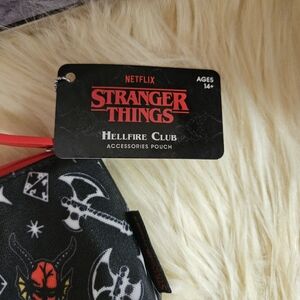 NETFLIX
AGES
14+
STRANGER
THINGS
HELLFIRE CLUB
ACCESSORIES POUCH